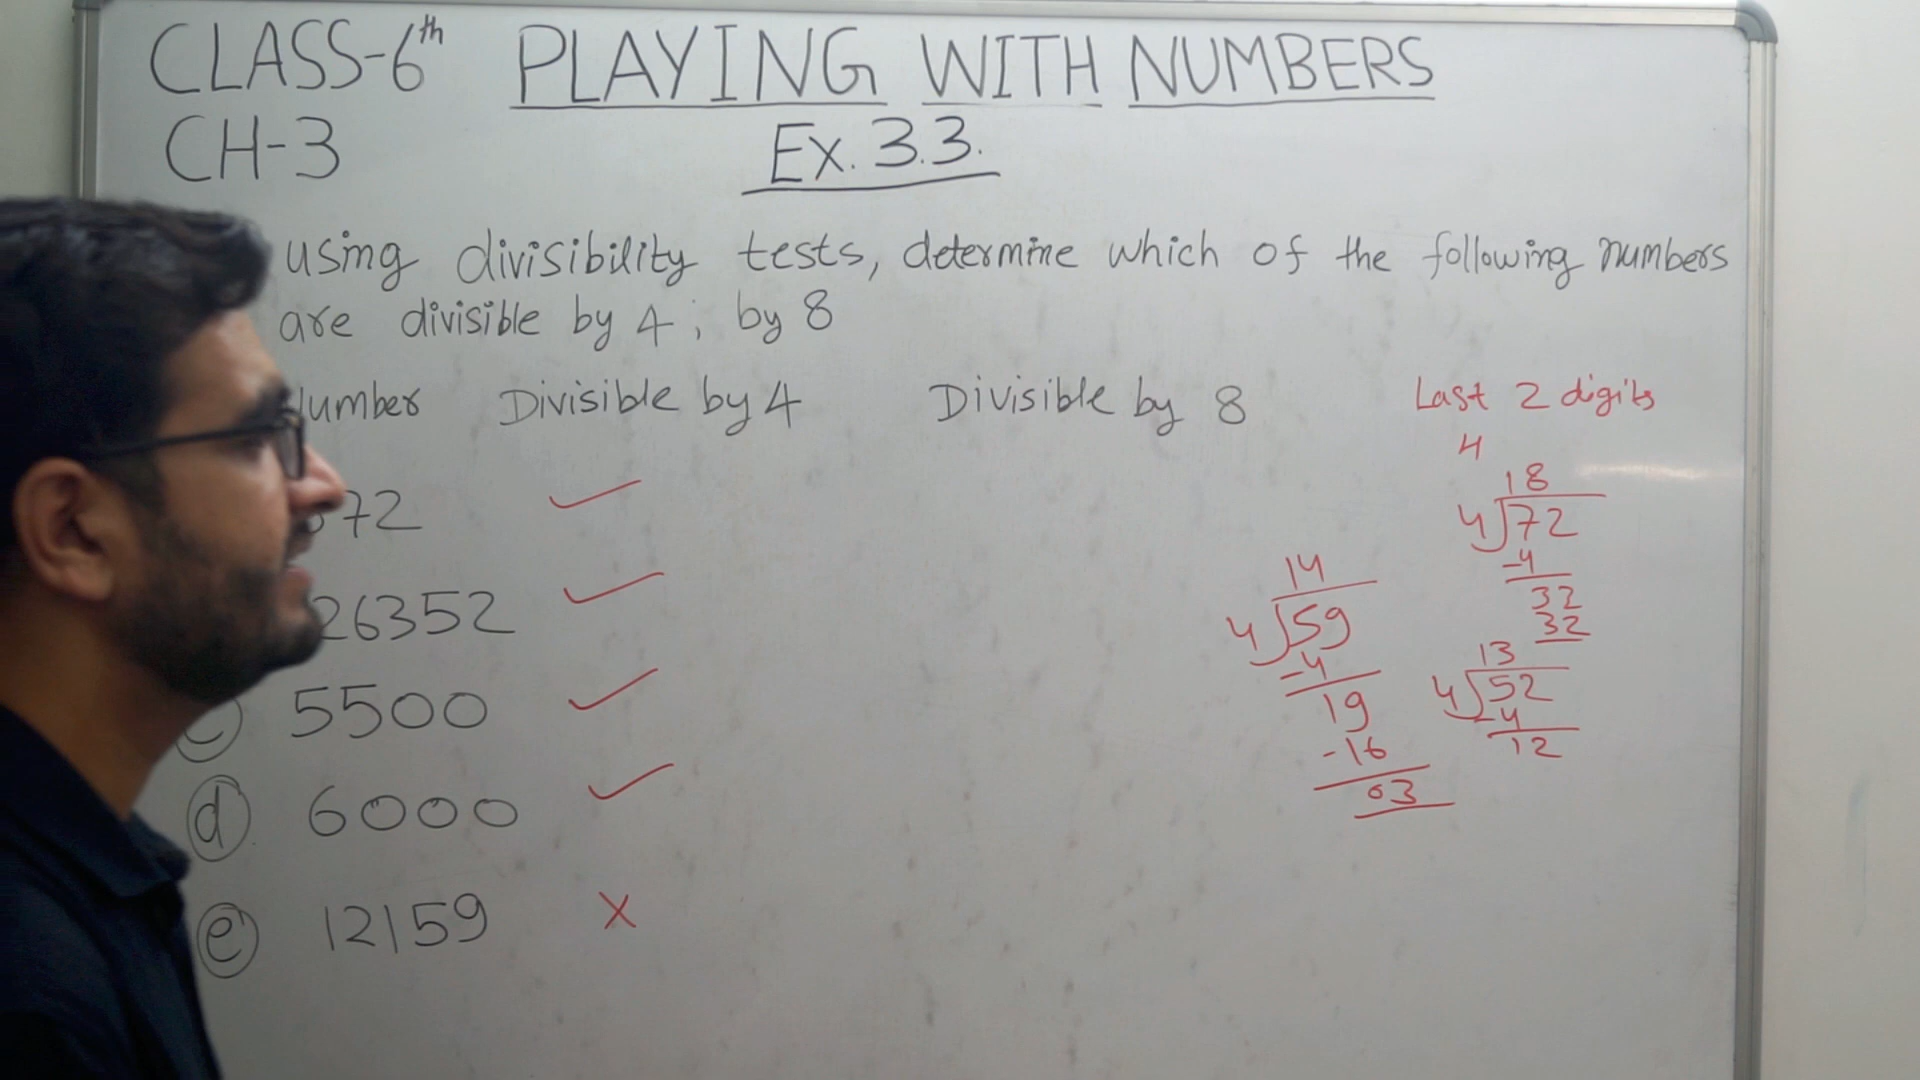 CLASS-6th PLAYING WITH NUMBERS
CH-3 Ex. 3.3.
using divisibility tests, determine which of the following numbers
are divisible by 4; by 8
Number Divisible by 4 Divisible by 8 Last 2 digits
4
18
72 ✓ 4)72
-4
32
32
14
4)59
-4
19
-16
03
13
4)52
-4
12
26352 ✓
c 5500 ✓
d 6000 ✓
e 12159 x